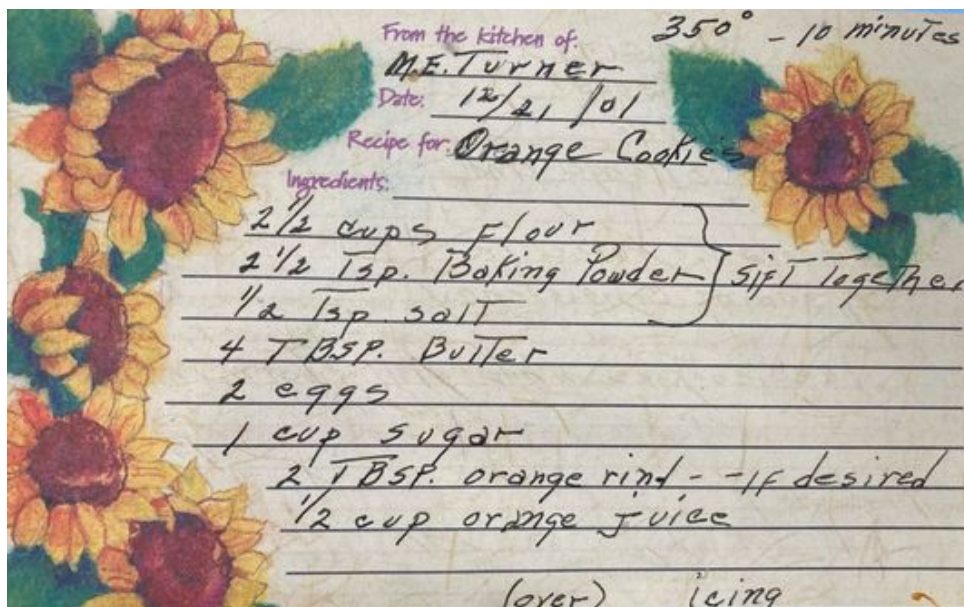 350° - 10 minutes
From the kitchen of:
M.E. Turner
Date: 12/21/01
Recipe for: Orange Cookies
Ingredients:
2 1/2 cups Flour
2 1/2 Tsp. Baking Powder } Sift Together
1/2 Tsp. Salt
4 TBSP. Butter
2 eggs
1 cup sugar
2 TBSP. orange rind - - If desired
1/2 cup orange juice
(over) icing